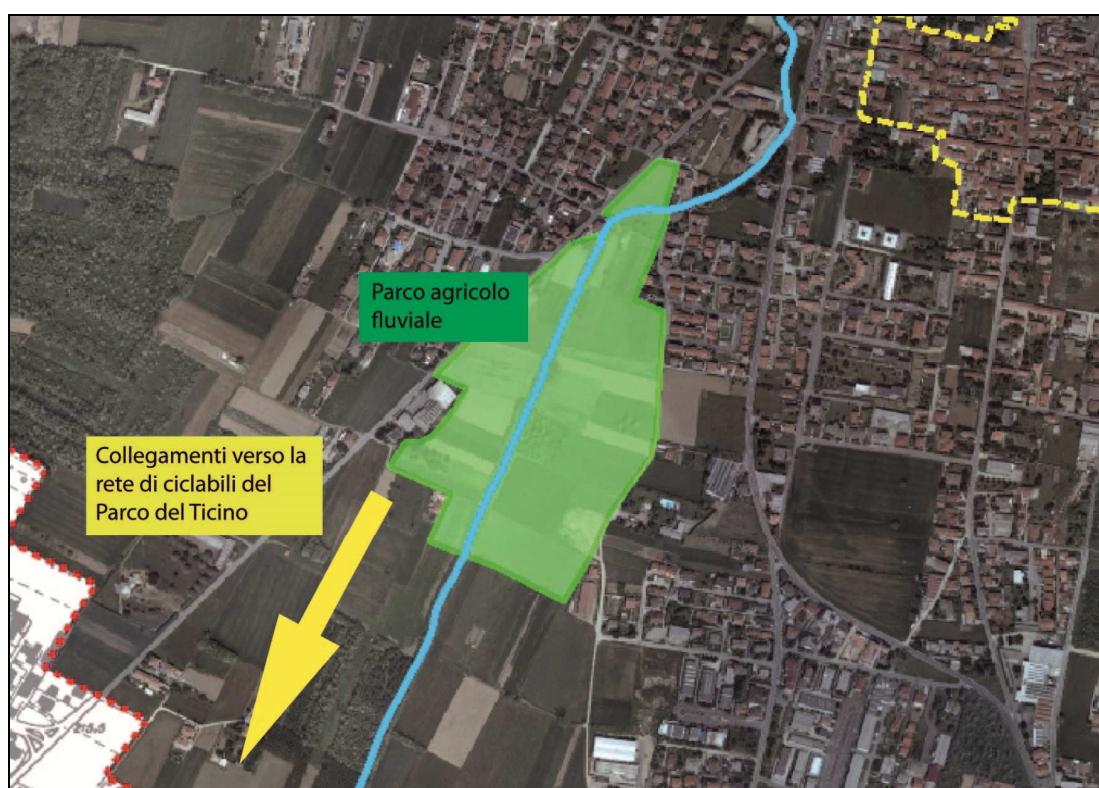 Parco agricolo
fluviale
Collegamenti verso la
rete di ciclabili del
Parco del Ticino